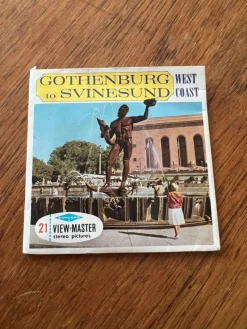 GOTHENBURG WEST
to SVINESUND COAST
21 VIEW-MASTER
stereo pictures